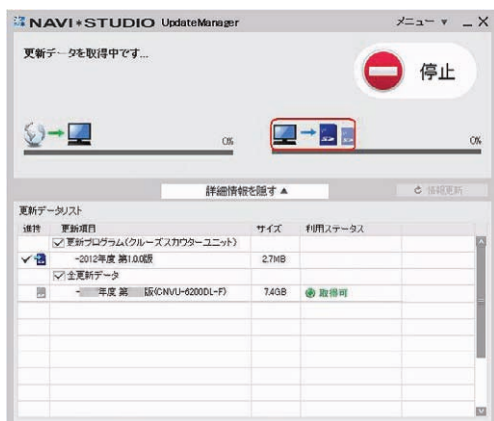 NAVI*STUDIO UpdateManager メニュー ▼ _ X
更新データを取得中です...
停止
0% 0%
詳細情報を隠す ▲ 情報更新
更新データリスト
進捗 更新項目 サイズ 利用ステータス
更新プログラム(クルーズスカウターユニット)
-2012年度 第1.0.0版 2.7MB
全更新データ
- 年度 第 版(CNVU-6200DL-F) 7.4GB 取得可